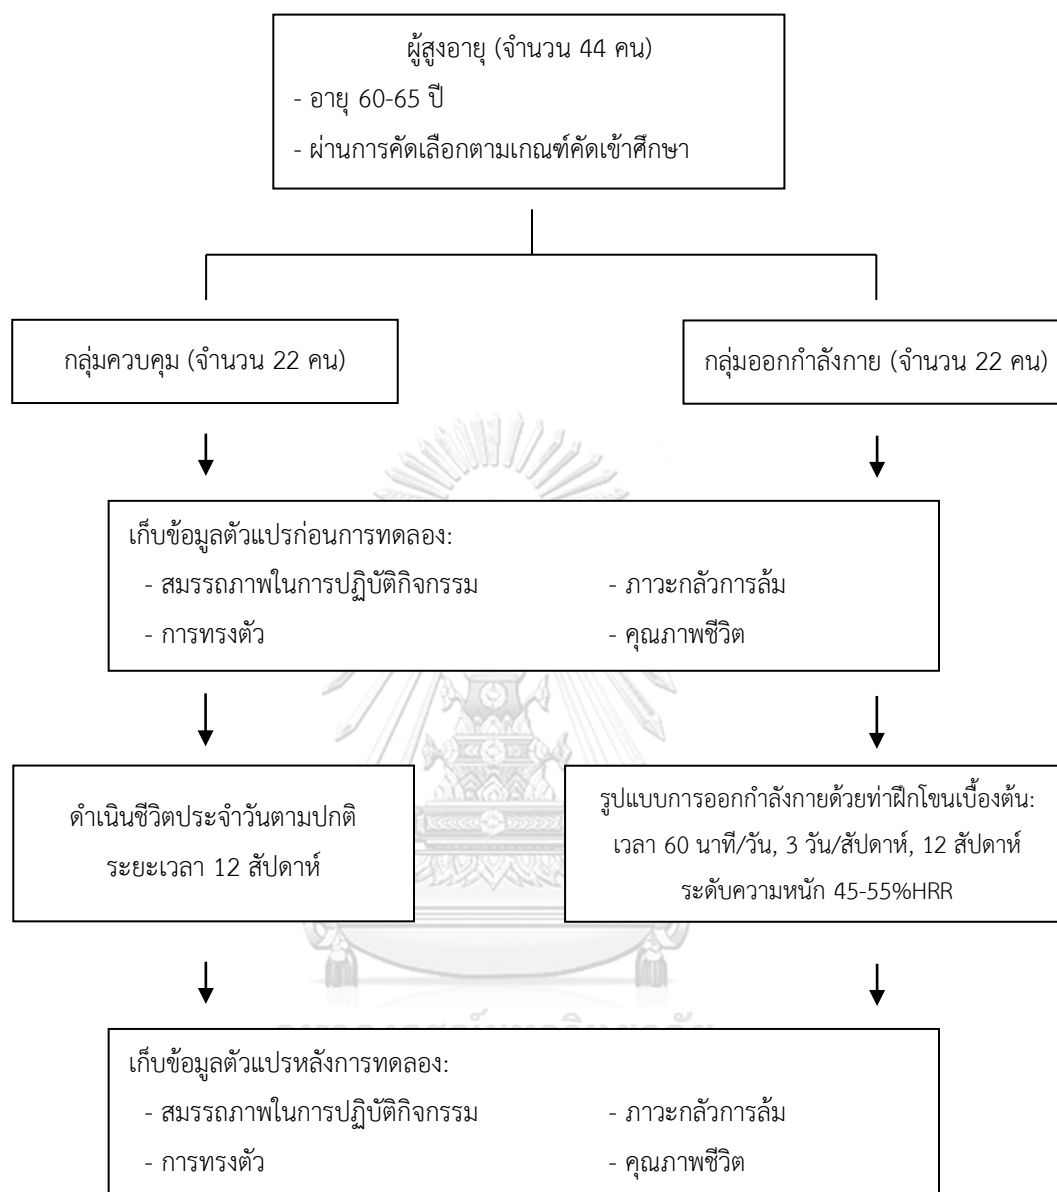 ผู้สูงอายุ (จำนวน 44 คน)
- อายุ 60-65 ปี
- ผ่านการคัดเลือกตามเกณฑ์คัดเข้าศึกษา
กลุ่มควบคุม (จำนวน 22 คน)
กลุ่มออกกำลังกาย (จำนวน 22 คน)
เก็บข้อมูลตัวแปรก่อนการทดลอง:
- สมรรถภาพในการปฏิบัติกิจกรรม
- ภาวะกลัวการล้ม
- การทรงตัว
- คุณภาพชีวิต
ดำเนินชีวิตประจำวันตามปกติ
ระยะเวลา 12 สัปดาห์
รูปแบบการออกกำลังกายด้วยท่าฝึกโขนเบื้องต้น:
เวลา 60 นาที/วัน, 3 วัน/สัปดาห์, 12 สัปดาห์
ระดับความหนัก 45-55%HRR
เก็บข้อมูลตัวแปรหลังการทดลอง:
- สมรรถภาพในการปฏิบัติกิจกรรม
- ภาวะกลัวการล้ม
- การทรงตัว
- คุณภาพชีวิต